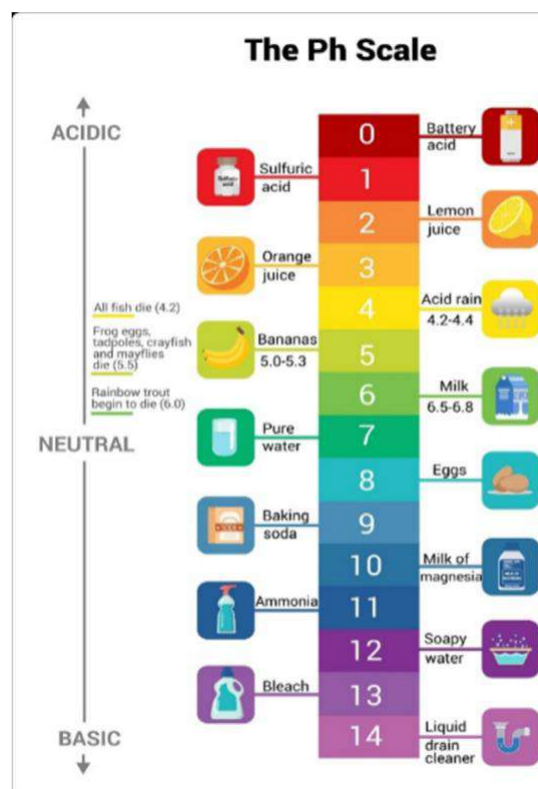 The Ph Scale
ACIDIC
NEUTRAL
BASIC
0
1
2
3
4
5
6
7
8
9
10
11
12
13
14
Battery
acid
Sulfuric
acid
Sulfuric
acid
Lemon
juice
Orange
juice
Acid rain
4.2-4.4
All fish die (4.2)
Frog eggs,
tadpoles, crayfish
and mayflies
die (5.5)
Rainbow trout
begin to die (6.0)
Bananas
5.0-5.3
Milk
6.5-6.8
Pure
water
Eggs
Baking
soda
Milk of
magnesia
Ammonia
Soapy
water
Bleach
Liquid
drain
cleaner